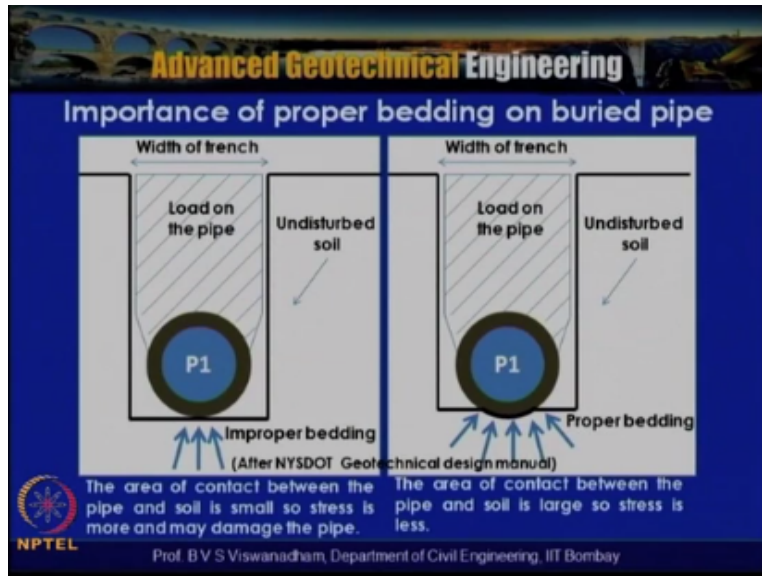 Advanced Geotechnical Engineering
Importance of proper bedding on buried pipe
Width of trench
Load on
the pipe
Undisturbed
soil
P1
Improper bedding
Width of trench
Load on
the pipe
Undisturbed
soil
P1
Proper bedding
(After NYSDOT Geotechnical design manual)
The area of contact between the
pipe and soil is small so stress is
more and may damage the pipe.
The area of contact between the
pipe and soil is large so stress is
less.
NPTEL
Prof. B V S Viswanadham, Department of Civil Engineering, IIT Bombay